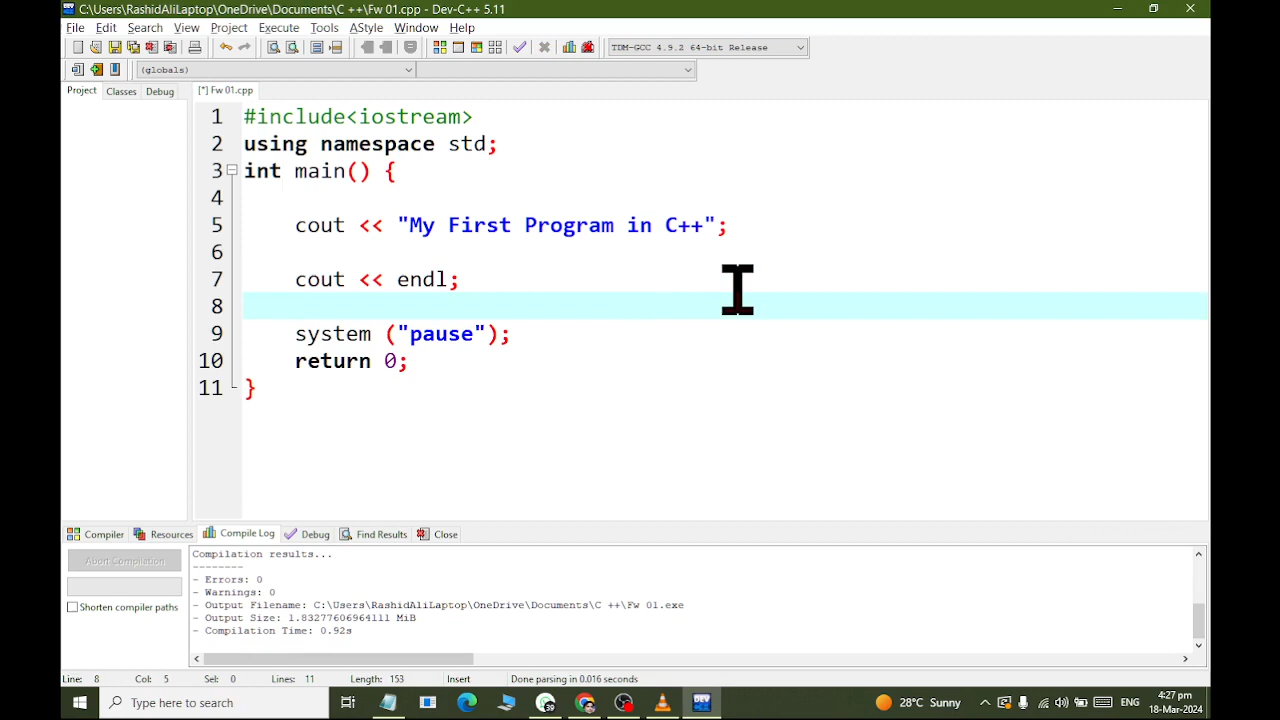 C:\Users\RashidAliLaptop\OneDrive\Documents\C ++\Fw 01.cpp - Dev-C++ 5.11
File Edit Search View Project Execute Tools AStyle Window Help
TDM-GCC 4.9.2 64-bit Release
(globals)
Project Classes Debug [*] Fw 01.cpp
1 #include<iostream>
2 using namespace std;
3 int main() {
4
5 cout << "My First Program in C++";
6
7 cout << endl;
8
9 system ("pause");
10 return 0;
11 }
Compiler Resources Compile Log Debug Find Results Close
Abort Compilation
Shorten compiler paths
Compilation results...
--------
- Errors: 0
- Warnings: 0
- Output Filename: C:\Users\RashidAliLaptop\OneDrive\Documents\C ++\Fw 01.exe
- Output Size: 1.83277606964111 MiB
- Compilation Time: 0.92s
Line: 8 Col: 5 Sel: 0 Lines: 11 Length: 153 Insert Done parsing in 0.016 seconds
Type here to search
28°C Sunny
ENG
4:27 pm
18-Mar-2024